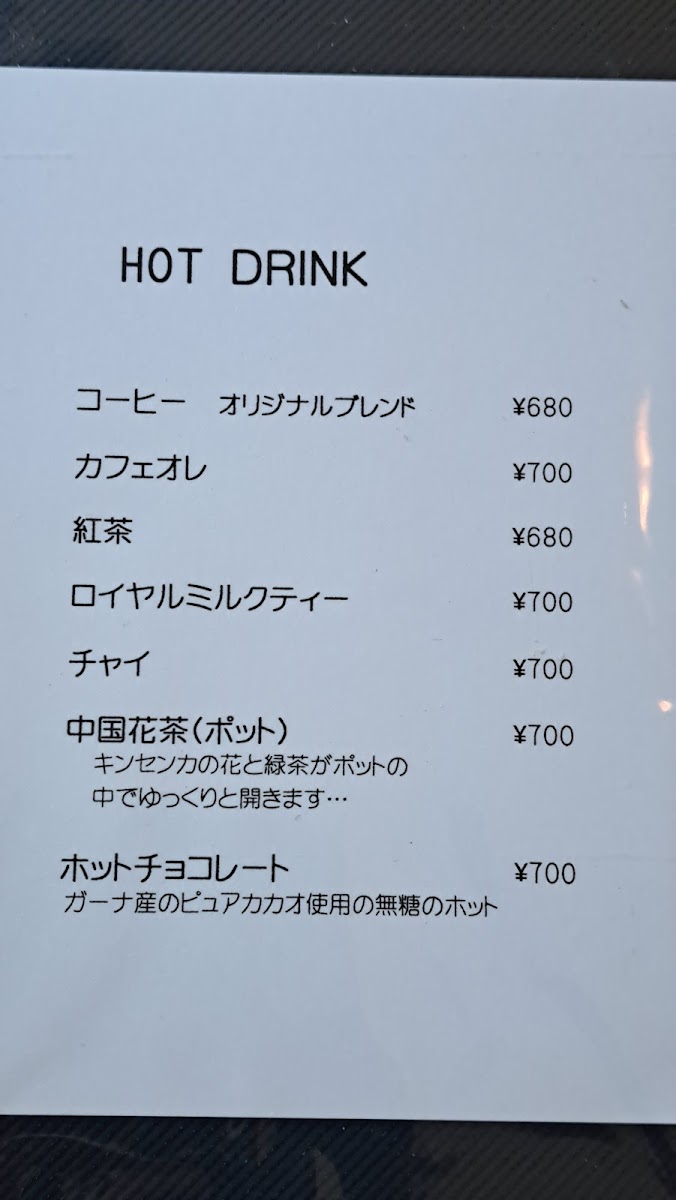 HOT DRINK
コーヒー オリジナルブレンド ¥680
カフェオレ ¥700
紅茶 ¥680
ロイヤルミルクティー ¥700
チャイ ¥700
中国花茶(ポット) ¥700
キンセンカの花と緑茶がポットの
中でゆっくりと開きます…
ホットチョコレート ¥700
ガーナ産のピュアカカオ使用の無糖のホット